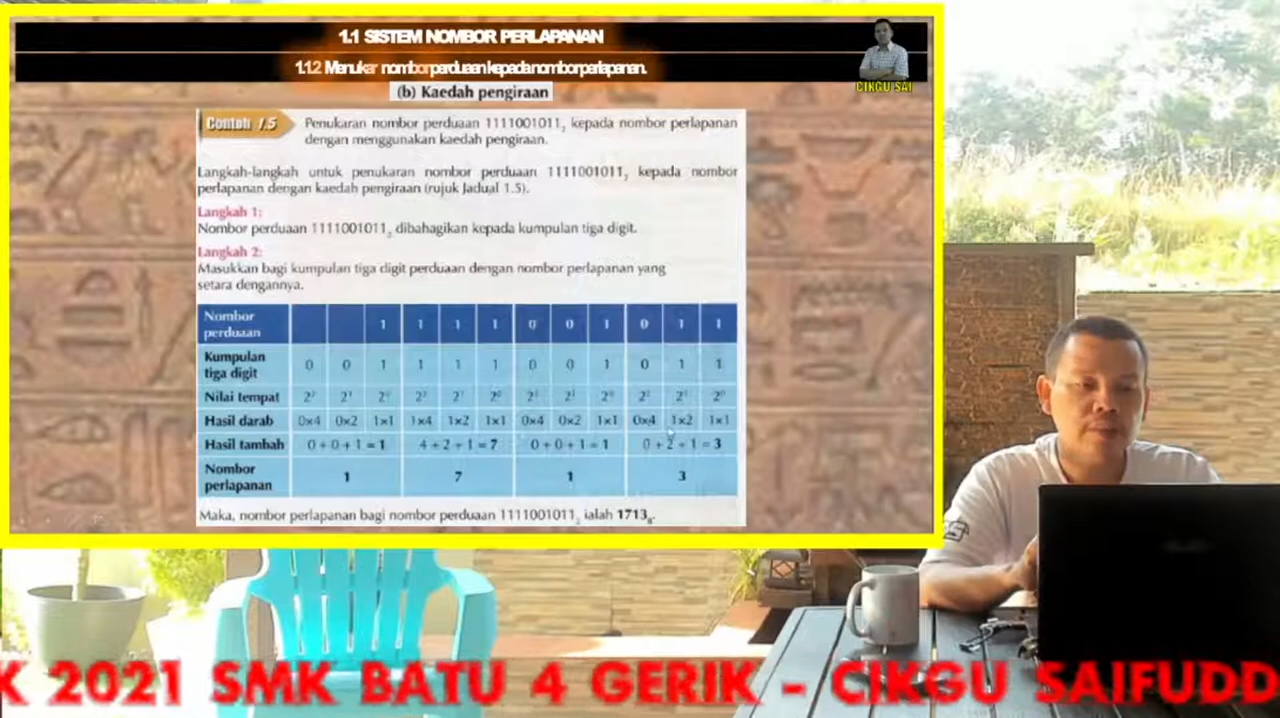 1.1 SISTEM NOMBOR PERLAPANAN
1.1.2 Menukar nombor perduaan kepada nombor perlapanan.
CIKGU SAI
(b) Kaedah pengiraan
Contoh 1.5
Penukaran nombor perduaan 1111001011₂ kepada nombor perlapanan
dengan menggunakan kaedah pengiraan.
Langkah-langkah untuk penukaran nombor perduaan 1111001011₂ kepada nombor
perlapanan dengan kaedah pengiraan (rujuk Jadual 1.5).
Langkah 1:
Nombor perduaan 1111001011₂ dibahagikan kepada kumpulan tiga digit.
Langkah 2:
Masukkan bagi kumpulan tiga digit perduaan dengan nombor perlapanan yang
setara dengannya.
Nombor perduaan 1 1 1 1 0 0 1 0 1 1
Kumpulan tiga digit 0 0 1 1 1 1 0 0 1 0 1 1
Nilai tempat 2² 2¹ 2⁰ 2² 2¹ 2⁰ 2² 2¹ 2⁰ 2² 2¹ 2⁰
Hasil darab 0×4 0×2 1×1 1×4 1×2 1×1 0×4 0×2 1×1 0×4 1×2 1×1
Hasil tambah 0 + 0 + 1 = 1 4 + 2 + 1 = 7 0 + 0 + 1 = 1 0 + 2 + 1 = 3
Nombor perlapanan 1 7 1 3
Maka, nombor perlapanan bagi nombor perduaan 1111001011₂ ialah 1713₈.
K 2021 SMK BATU 4 GERIK - CIKGU SAIFUDD